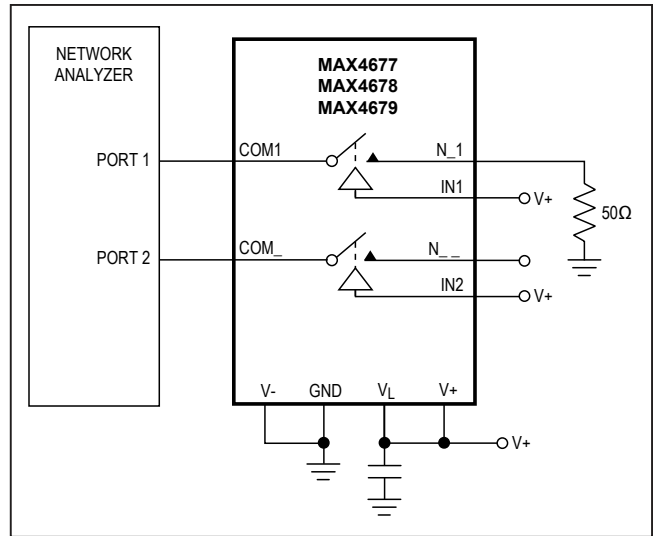 NETWORK
ANALYZER
MAX4677
MAX4678
MAX4679
PORT 1
COM1
N_1
IN1
V+
50Ω
PORT 2
COM_
N_ _
IN2
V+
V-
GND
VL
V+
V+